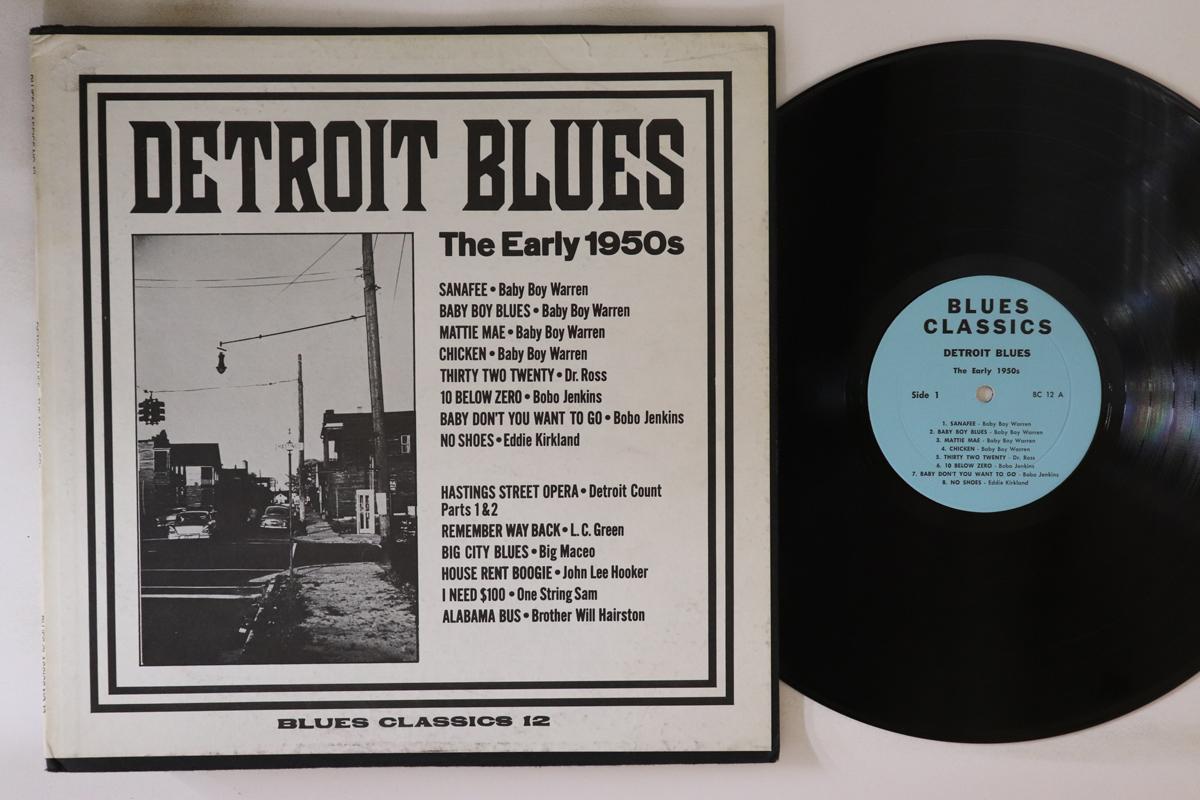 DETROIT BLUES
The Early 1950s
SANAFEE • Baby Boy Warren
BABY BOY BLUES • Baby Boy Warren
MATTIE MAE • Baby Boy Warren
CHICKEN • Baby Boy Warren
THIRTY TWO TWENTY • Dr. Ross
10 BELOW ZERO • Bobo Jenkins
BABY DON'T YOU WANT TO GO • Bobo Jenkins
NO SHOES • Eddie Kirkland
HASTINGS STREET OPERA • Detroit Count
Parts 1 & 2
REMEMBER WAY BACK • L. C. Green
BIG CITY BLUES • Big Maceo
HOUSE RENT BOOGIE • John Lee Hooker
I NEED $100 • One String Sam
ALABAMA BUS • Brother Will Hairston
BLUES CLASSICS 12
BLUES
CLASSICS
DETROIT BLUES
The Early 1950s
Side 1
BC 12 A
1. SANAFEE - Baby Boy Warren
2. BABY BOY BLUES - Baby Boy Warren
3. MATTIE MAE - Baby Boy Warren
4. CHICKEN - Baby Boy Warren
5. THIRTY TWO TWENTY - Dr. Ross
6. 10 BELOW ZERO - Bobo Jenkins
7. BABY DON'T YOU WANT TO GO - Bobo Jenkins
8. NO SHOES - Eddie Kirkland